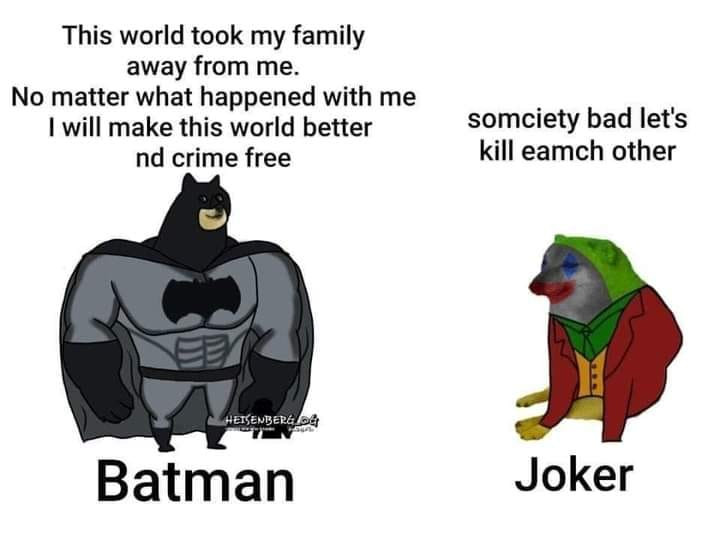 This world took my family
away from me.
No matter what happened with me
I will make this world better
nd crime free
somciety bad let's
kill eamch other
HEISENBERG_OG
Batman
Joker